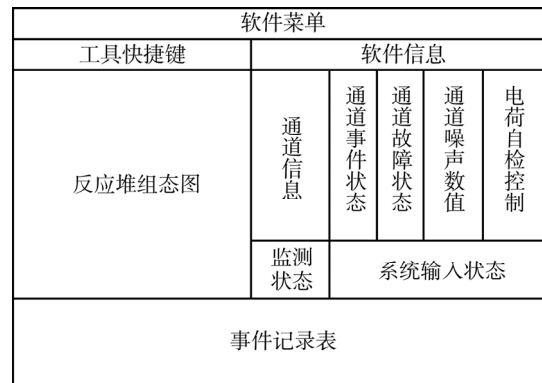 软件菜单
工具快捷键
软件信息
反应堆组态图
通道信息
通道事件状态
通道故障状态
通道噪声数值
电荷自检控制
监测
状态
系统输入状态
事件记录表